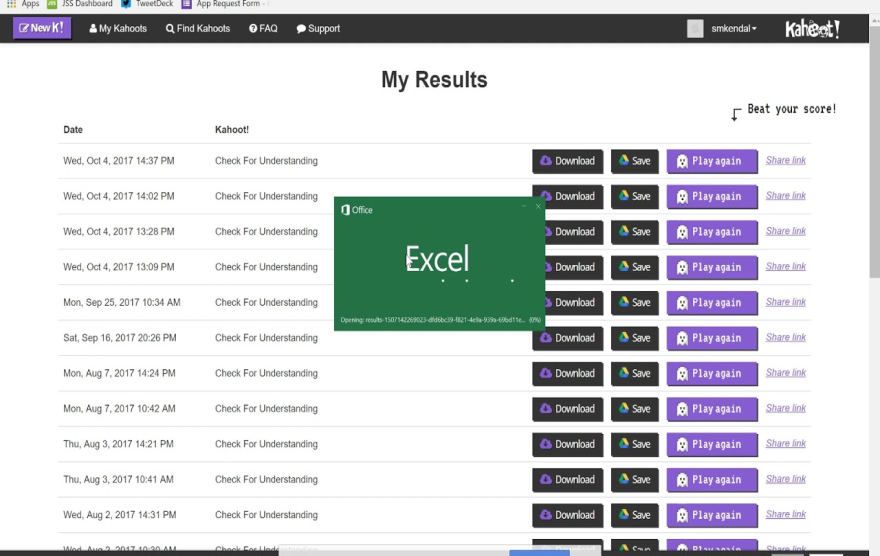 Apps JSS Dashboard TweetDeck App Request Form -
New K! My Kahoots Find Kahoots FAQ Support smkendal Kahoot!
My Results
Beat your score!
Date Kahoot!
Wed, Oct 4, 2017 14:37 PM Check For Understanding Download Save Play again Share link
Wed, Oct 4, 2017 14:02 PM Check For Understanding Download Save Play again Share link
Office
Wed, Oct 4, 2017 13:28 PM Check For Understanding Download Save Play again Share link
Excel
Wed, Oct 4, 2017 13:09 PM Check For Understanding Download Save Play again Share link
Mon, Sep 25, 2017 10:34 AM Check For Understanding Download Save Play again Share link
Opening: (0%)
Sat, Sep 16, 2017 20:26 PM Check For Understanding Download Save Play again Share link
Mon, Aug 7, 2017 14:24 PM Check For Understanding Download Save Play again Share link
Mon, Aug 7, 2017 10:42 AM Check For Understanding Download Save Play again Share link
Thu, Aug 3, 2017 14:21 PM Check For Understanding Download Save Play again Share link
Thu, Aug 3, 2017 10:41 AM Check For Understanding Download Save Play again Share link
Wed, Aug 2, 2017 14:31 PM Check For Understanding Download Save Play again Share link
Wed, Aug 2, 2017 10:30 AM Check For Save Play again Share link